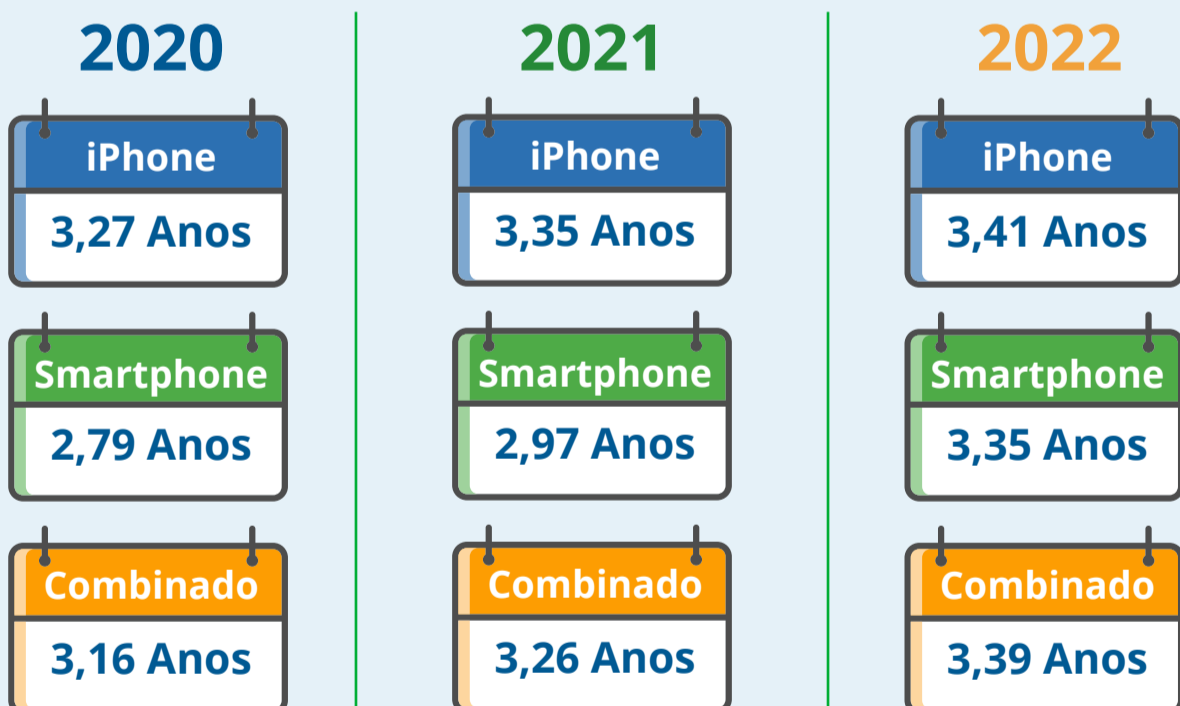 2020
iPhone
3,27 Anos
Smartphone
2,79 Anos
Combinado
3,16 Anos
2021
iPhone
3,35 Anos
Smartphone
2,97 Anos
Combinado
3,26 Anos
2022
iPhone
3,41 Anos
Smartphone
3,35 Anos
Combinado
3,39 Anos